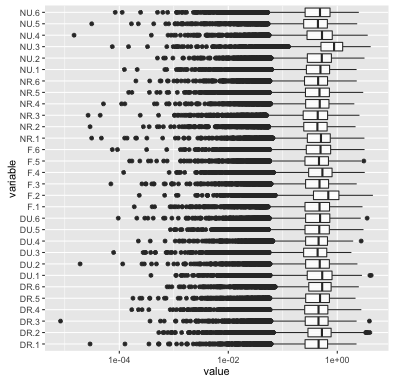 NU.6
NU.5
NU.4
NU.3
NU.2
NU.1
NR.6
NR.5
NR.4
NR.3
NR.2
NR.1
F.6
F.5
F.4
F.3
F.2
F.1
DU.6
DU.5
DU.4
DU.3
DU.2
DU.1
DR.6
DR.5
DR.4
DR.3
DR.2
DR.1
variable
1e-04 1e-02 1e+00
value